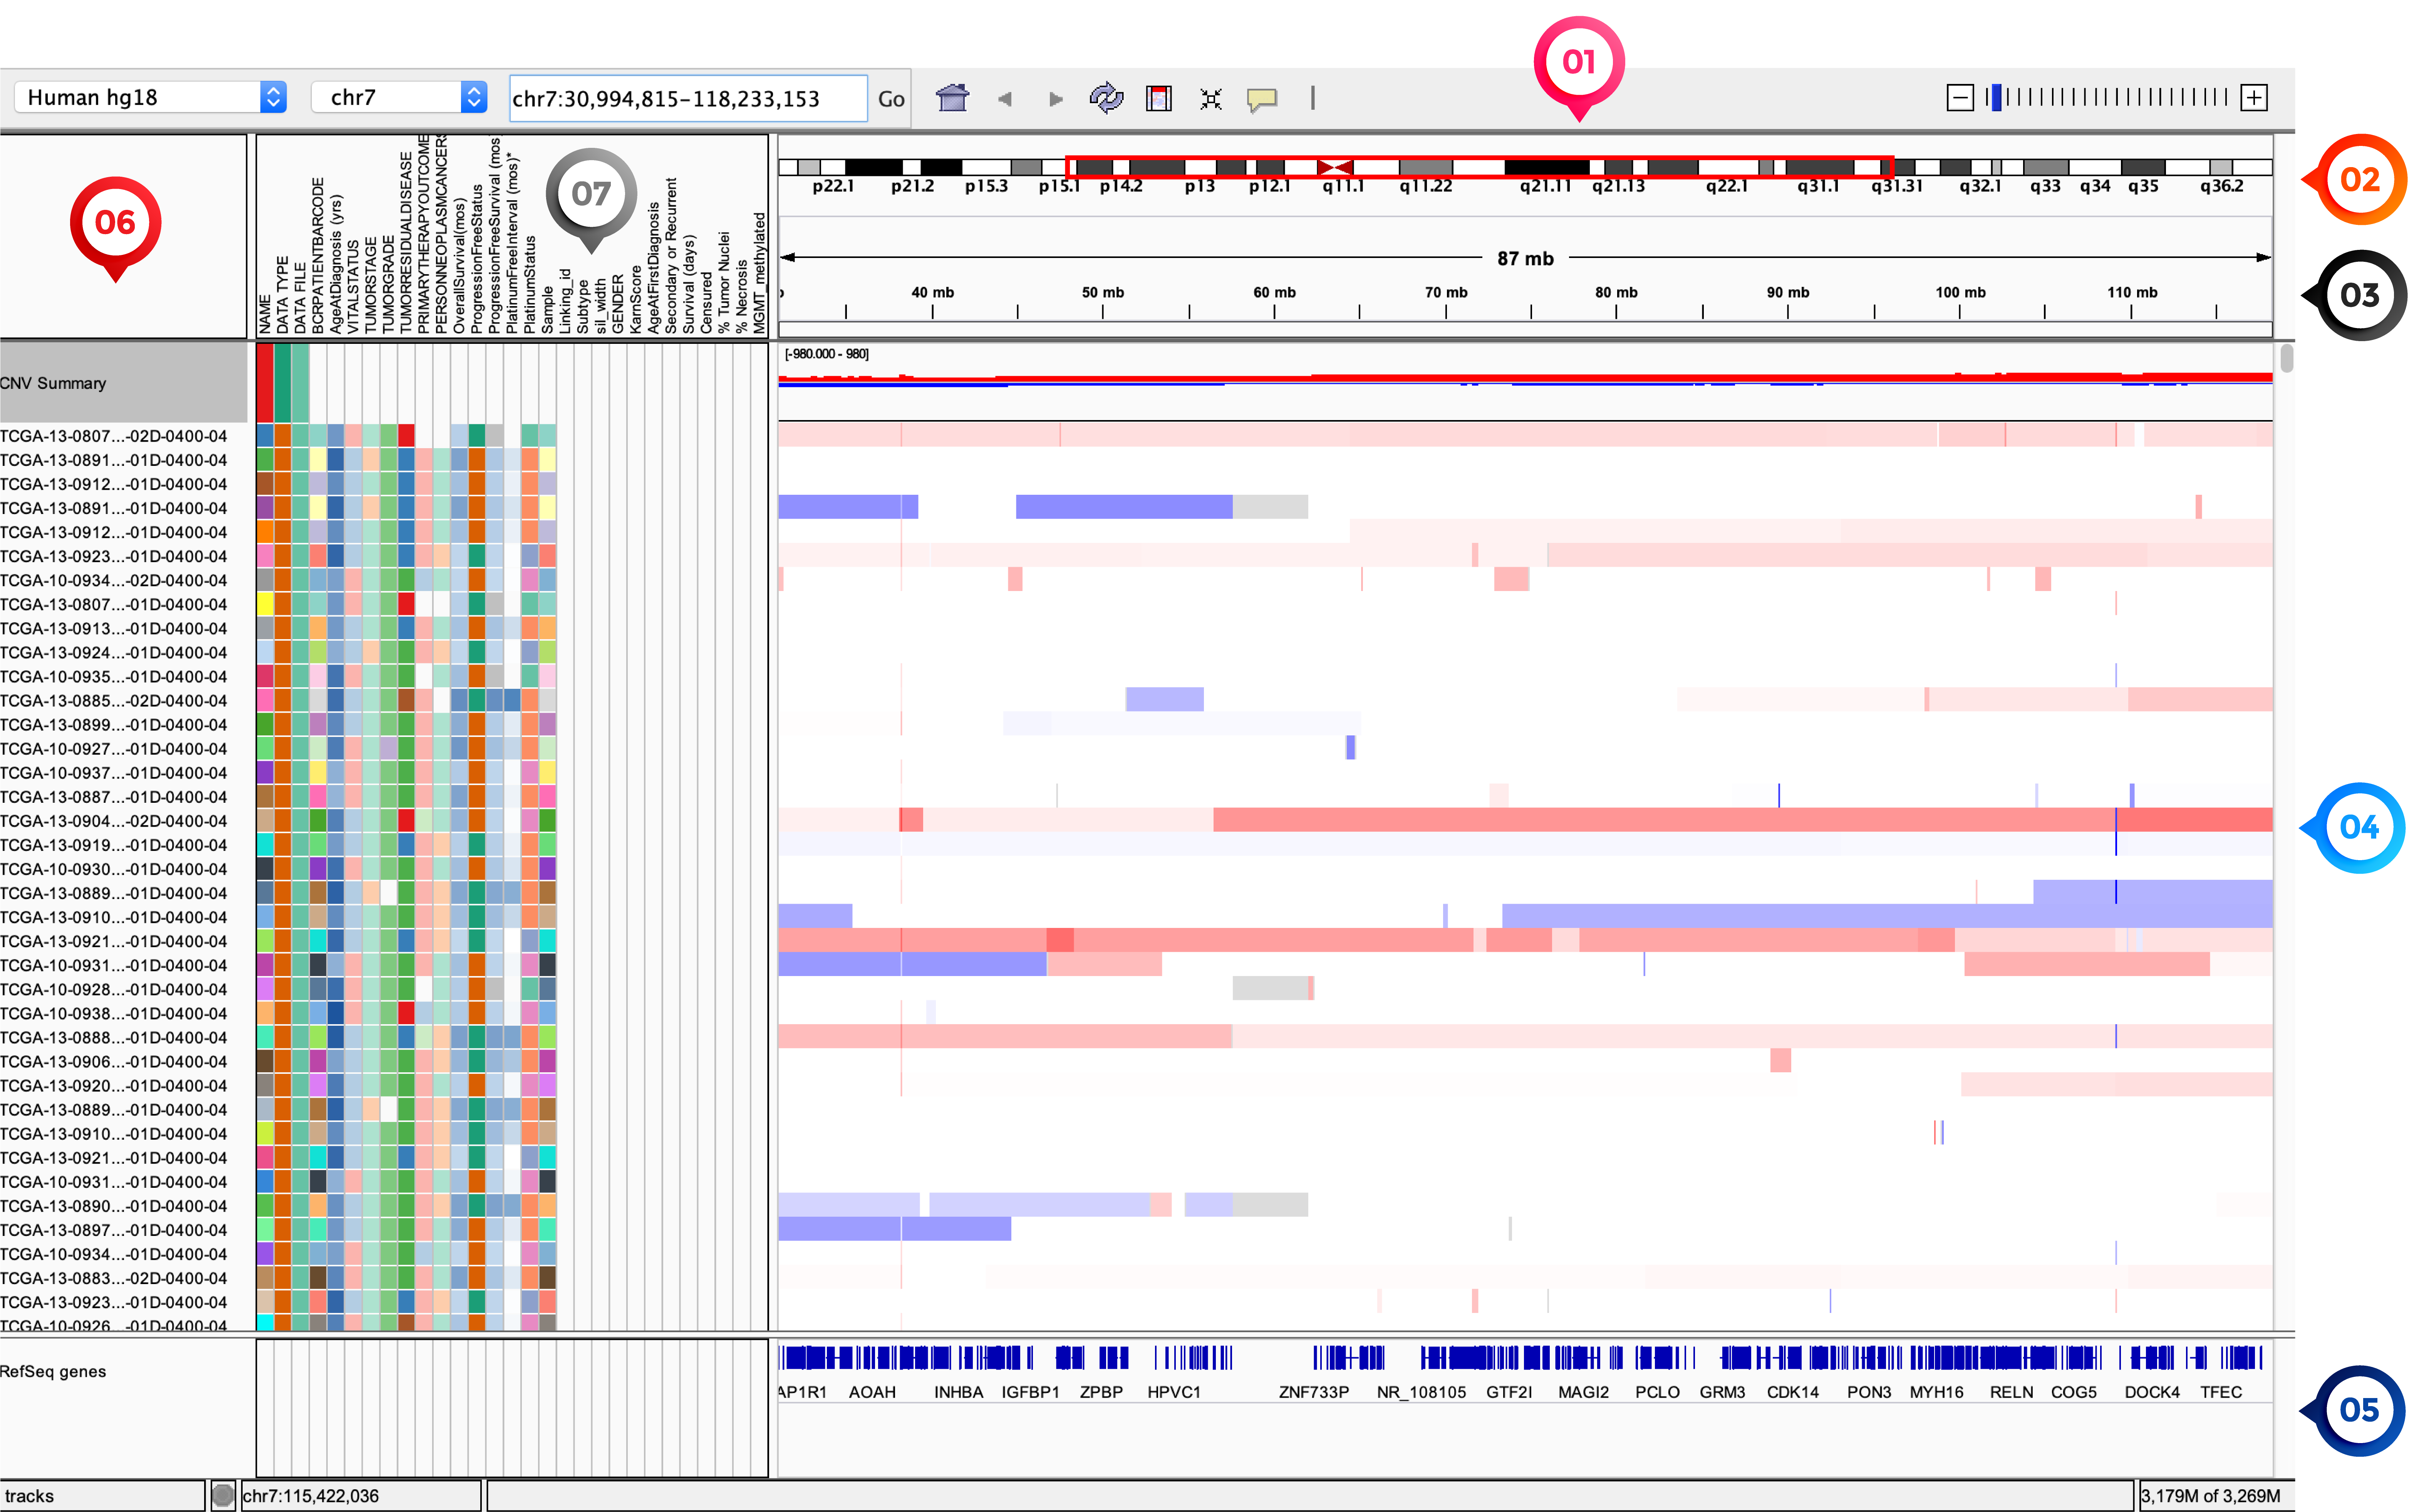 01
Human hg18
chr7
chr7:30,994,815-118,233,153
Go
02
03
04
05
06
07
NAME
DATA TYPE
DATA FILE
BCRPATIENTBARCODE
AgeAtDiagnosis (yrs)
VITALSTATUS
TUMORSTAGE
TUMORGRADE
TUMORRESIDUALDISEASE
PRIMARYTHERAPYOUTCOME
PERSONNEOPLASMCANCERS
OverallSurvival(mos)
ProgressionFreeStatus
ProgressionFreeSurvival (mos
PlatinumFreeInterval (mos)*
PlatinumStatus
Sample
Linking_id
Subtype
sil_width
GENDER
KarnScore
AgeAtFirstDiagnosis
Secondary or Recurrent
Survival (days)
Censured
% Tumor Nuclei
% Necrosis
MGMT_methylated
p22.1 p21.2 p15.3 p15.1 p14.2 p13 p12.1 q11.1 q11.22 q21.11 q21.13 q22.1 q31.1 q31.31 q32.1 q33 q34 q35 q36.2
87 mb
40 mb 50 mb 60 mb 70 mb 80 mb 90 mb 100 mb 110 mb
[-980.000 - 980]
CNV Summary
TCGA-13-0807...-02D-0400-04
TCGA-13-0891...-01D-0400-04
TCGA-13-0912...-01D-0400-04
TCGA-13-0891...-01D-0400-04
TCGA-13-0912...-01D-0400-04
TCGA-13-0923...-01D-0400-04
TCGA-10-0934...-02D-0400-04
TCGA-13-0807...-01D-0400-04
TCGA-13-0913...-01D-0400-04
TCGA-13-0924...-01D-0400-04
TCGA-10-0935...-01D-0400-04
TCGA-13-0885...-02D-0400-04
TCGA-13-0899...-01D-0400-04
TCGA-10-0927...-01D-0400-04
TCGA-10-0937...-01D-0400-04
TCGA-13-0887...-01D-0400-04
TCGA-13-0904...-02D-0400-04
TCGA-13-0919...-01D-0400-04
TCGA-10-0930...-01D-0400-04
TCGA-13-0889...-01D-0400-04
TCGA-13-0910...-01D-0400-04
TCGA-13-0921...-01D-0400-04
TCGA-10-0931...-01D-0400-04
TCGA-10-0928...-01D-0400-04
TCGA-10-0938...-01D-0400-04
TCGA-13-0888...-01D-0400-04
TCGA-13-0906...-01D-0400-04
TCGA-13-0920...-01D-0400-04
TCGA-13-0889...-01D-0400-04
TCGA-13-0910...-01D-0400-04
TCGA-13-0921...-01D-0400-04
TCGA-10-0931...-01D-0400-04
TCGA-13-0890...-01D-0400-04
TCGA-13-0897...-01D-0400-04
TCGA-10-0934...-01D-0400-04
TCGA-13-0883...-02D-0400-04
TCGA-13-0923...-01D-0400-04
TCGA-10-0926...-01D-0400-04
RefSeq genes
AP1R1 AOAH INHBA IGFBP1 ZPBP HPVC1 ZNF733P NR_108105 GTF2I MAGI2 PCLO GRM3 CDK14 PON3 MYH16 RELN COG5 DOCK4 TFEC
tracks
chr7:115,422,036
3,179M of 3,269M